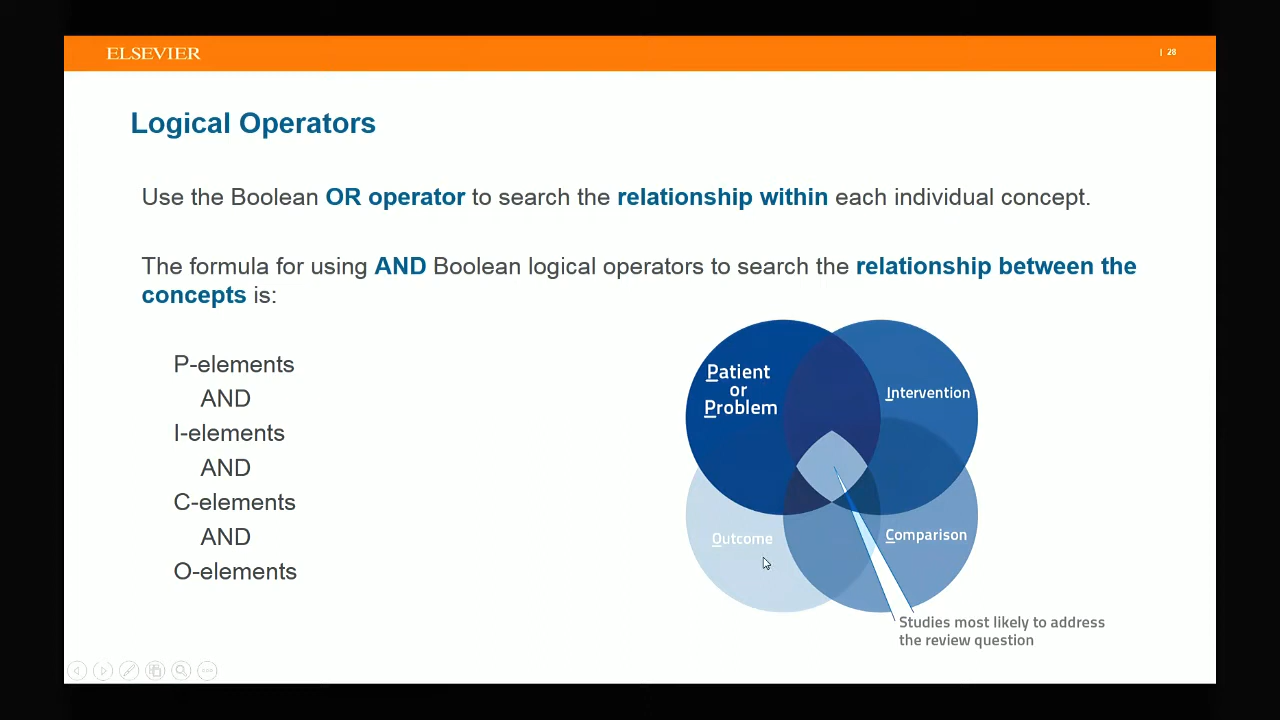 ELSEVIER
| 28
Logical Operators
Use the Boolean OR operator to search the relationship within each individual concept.
The formula for using AND Boolean logical operators to search the relationship between the
concepts is:
P-elements
AND
I-elements
AND
C-elements
AND
O-elements
Patient
or
Problem
Intervention
Outcome
Comparison
Studies most likely to address
the review question